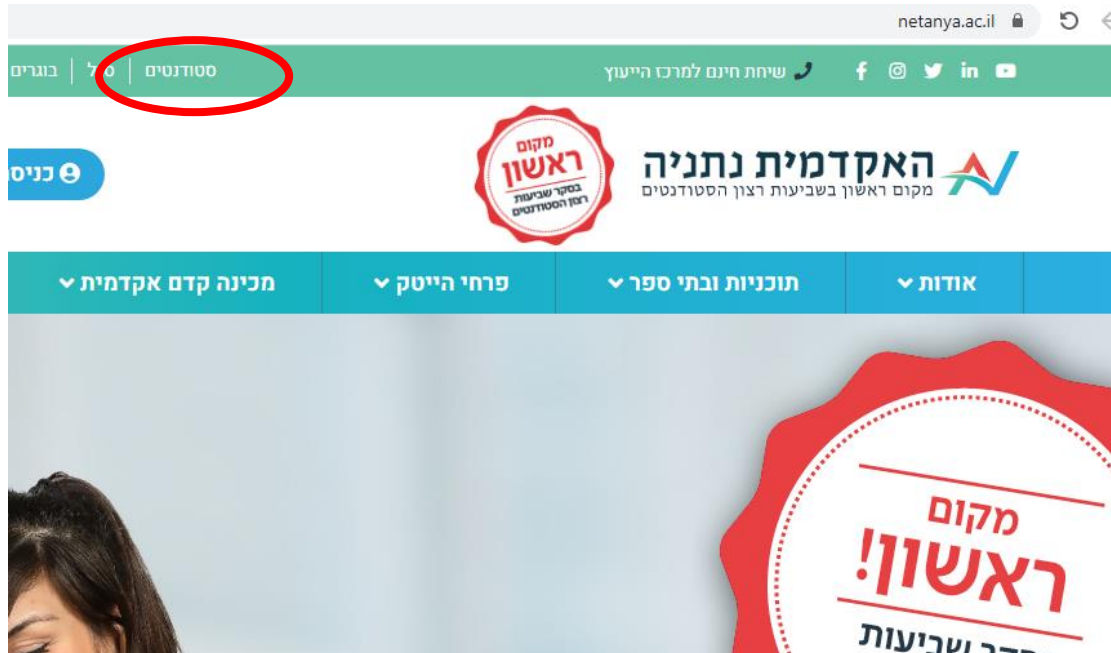 netanya.ac.il
שיחת חינם למרכז הייעוץ
סטודנטים | | בוגרים
האקדמית נתניה
מקום ראשון בשביעות רצון הסטודנטים
מקום
ראשון
בסקר שביעות
רצון הסטודנטים
אודות
תוכניות ובתי ספר
פרחי הייטק
מכינה קדם אקדמית
מקום
ראשון!
שביעות